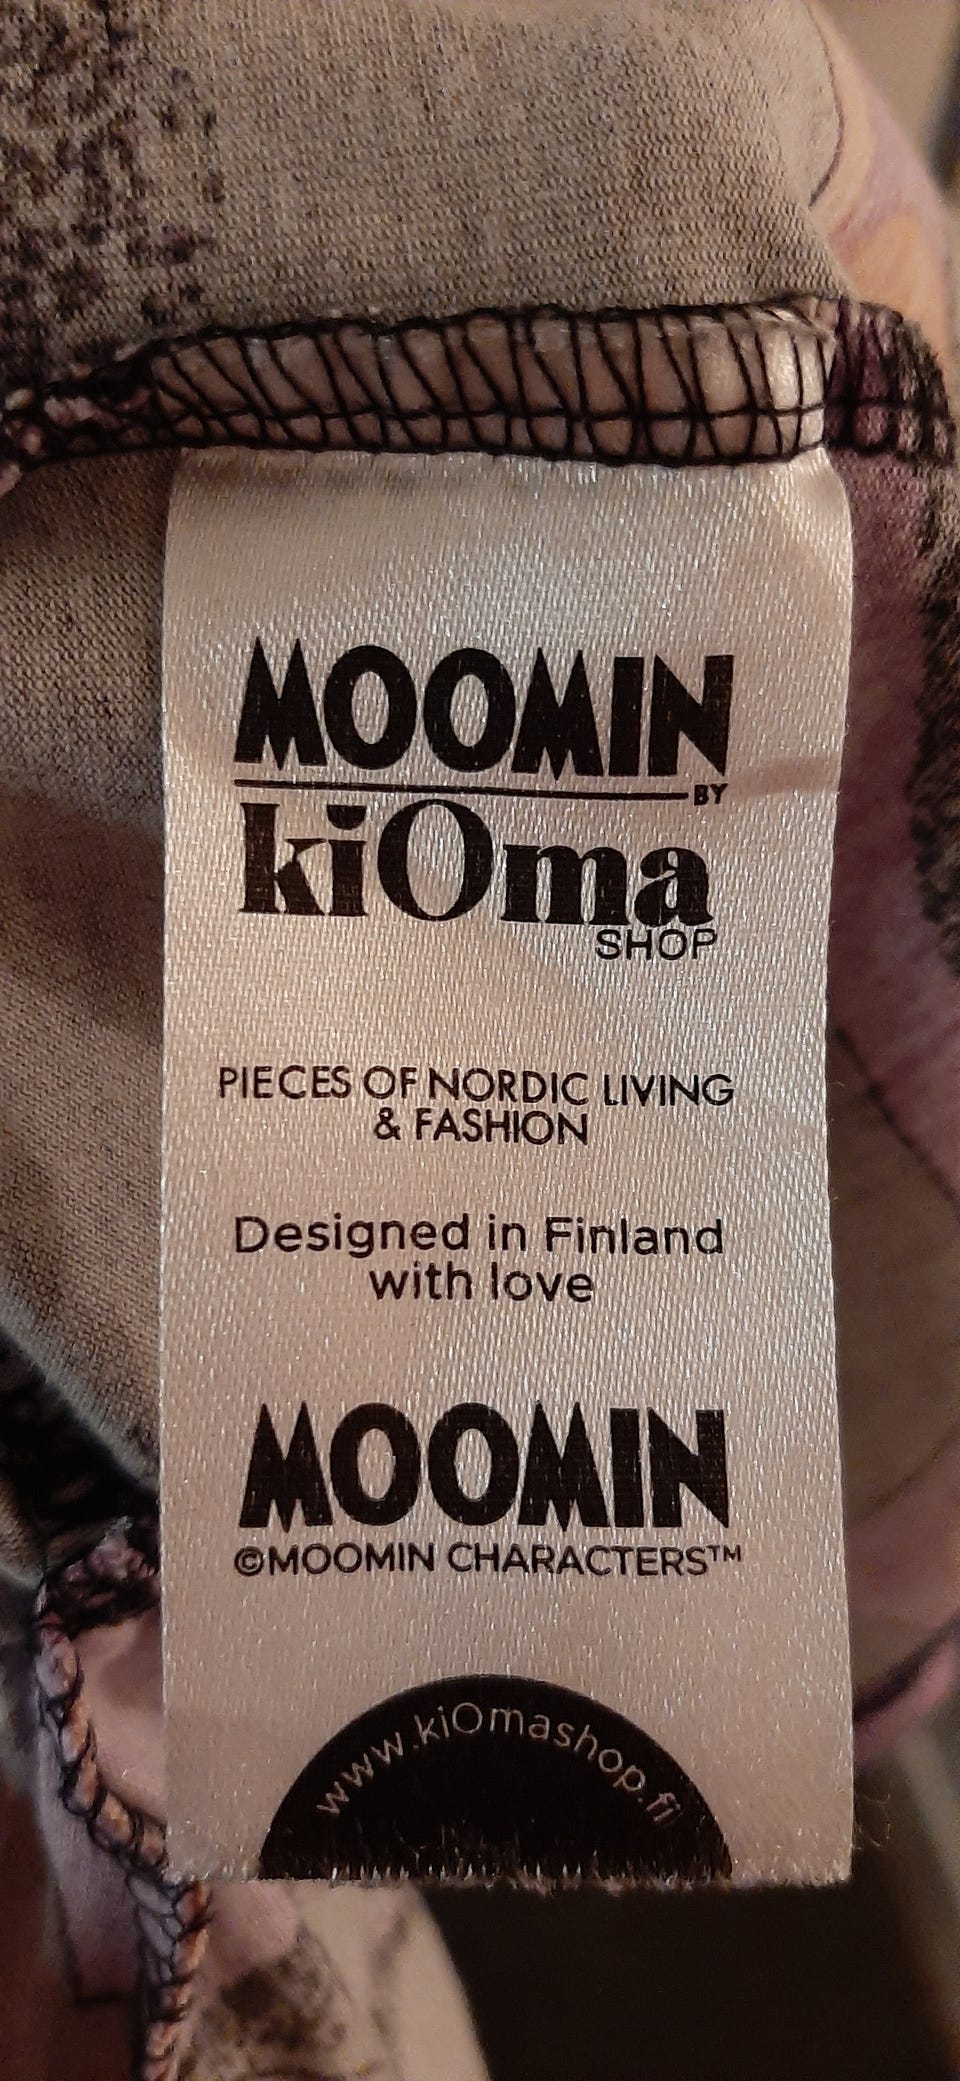 MOOMIN
BY
kiOma
SHOP
PIECES OF NORDIC LIVING
& FASHION
Designed in Finland
with love
MOOMIN
©MOOMIN CHARACTERS™
www.kiOmashop.fi